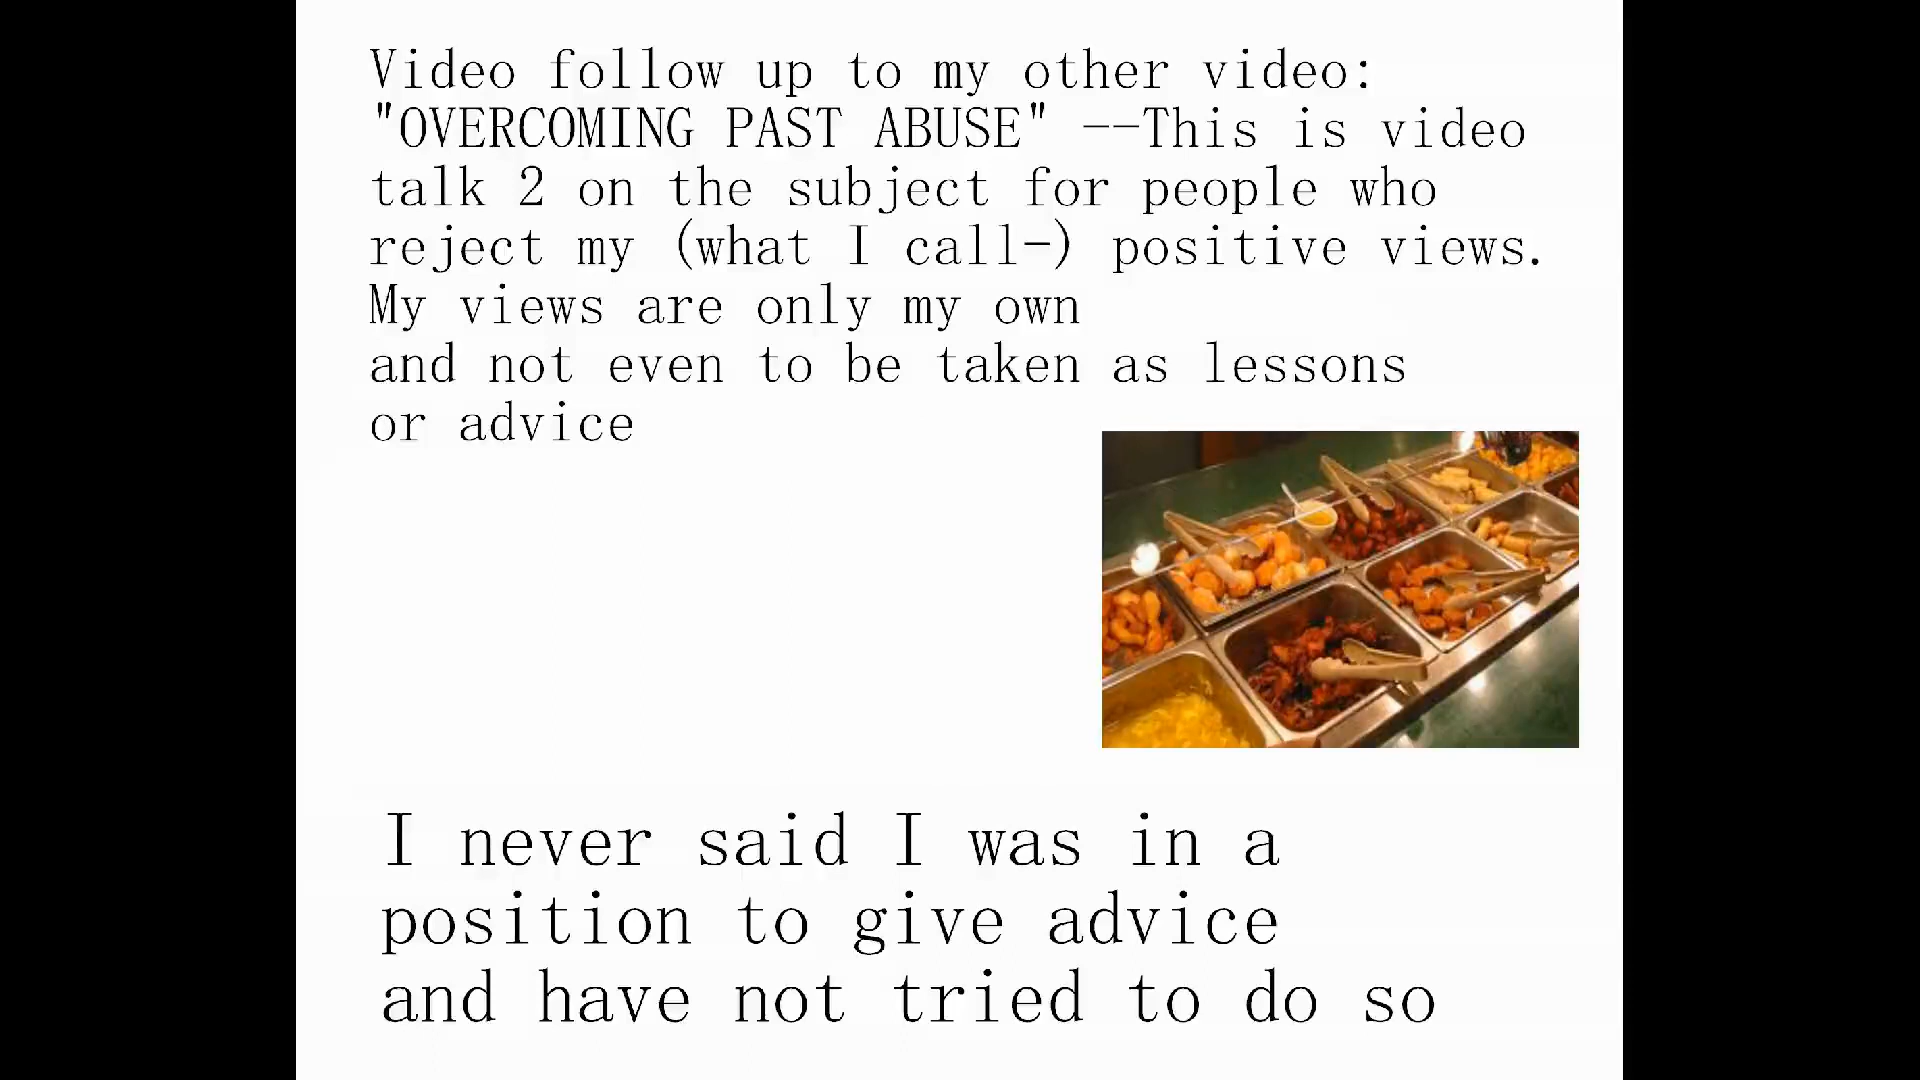 Video follow up to my other video:
"OVERCOMING PAST ABUSE" --This is video
talk 2 on the subject for people who
reject my (what I call-) positive views.
My views are only my own
and not even to be taken as lessons
or advice
I never said I was in a
position to give advice
and have not tried to do so